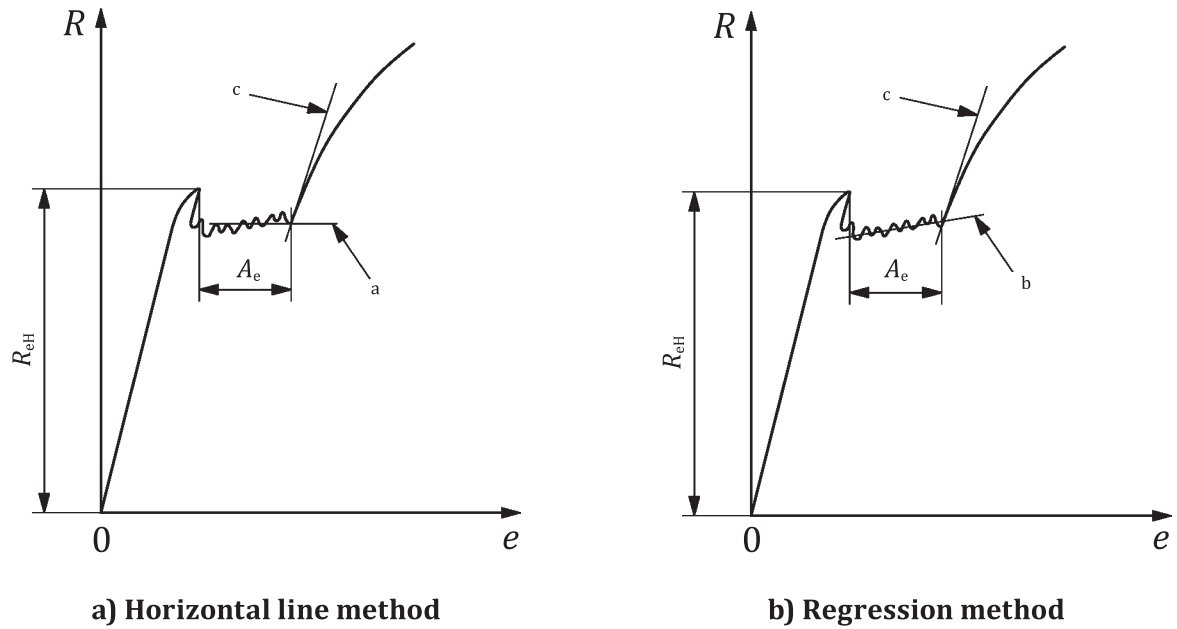 R
c
A_e
a
R_eH
0
e
a) Horizontal line method
R
c
A_e
b
R_eH
0
e
b) Regression method